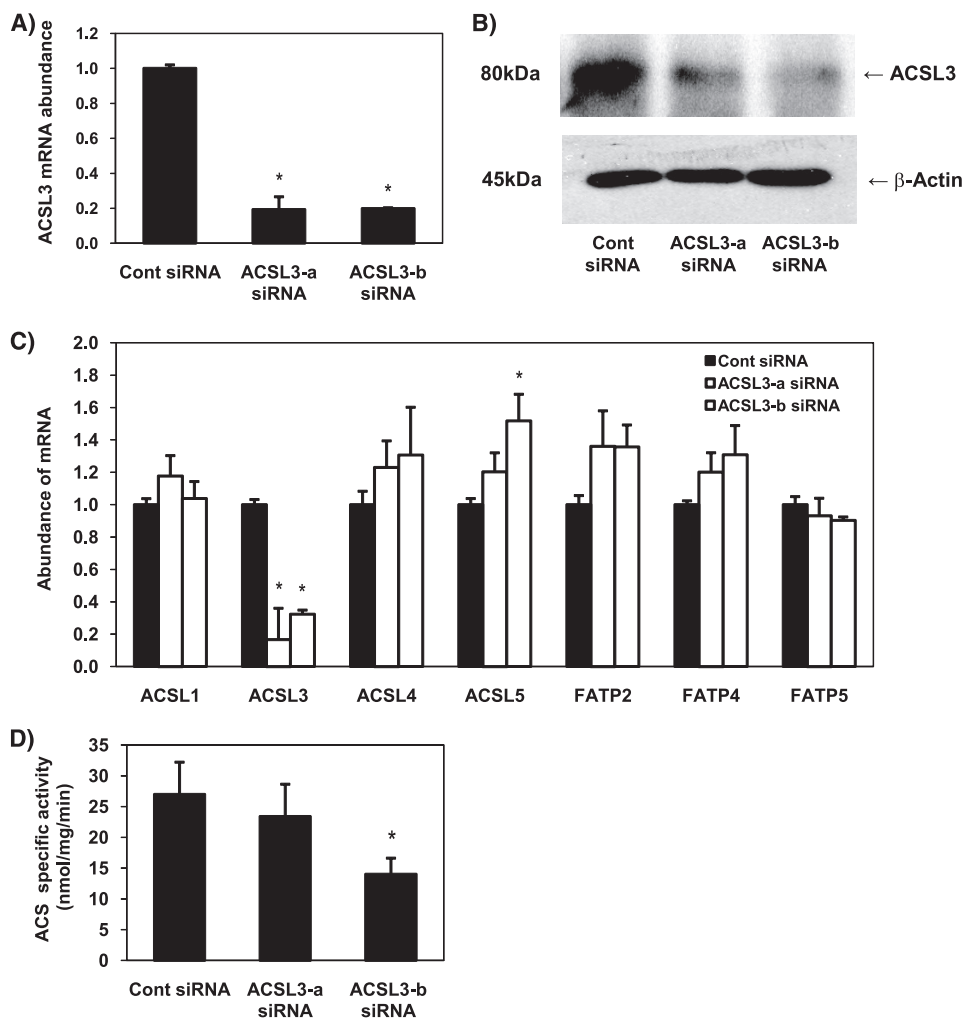 A)
ACSL3 mRNA abundance
1.2
1.0
0.8
0.6
0.4
0.2
0.0
*
*
Cont siRNA
ACSL3-a
siRNA
ACSL3-b
siRNA
B)
80kDa
← ACSL3
45kDa
← β-Actin
Cont
siRNA
ACSL3-a
siRNA
ACSL3-b
siRNA
C)
Abundance of mRNA
2.0
1.8
1.6
1.4
1.2
1.0
0.8
0.6
0.4
0.2
0.0
Cont siRNA
ACSL3-a siRNA
ACSL3-b siRNA
*
*
*
ACSL1
ACSL3
ACSL4
ACSL5
FATP2
FATP4
FATP5
D)
ACS specific activity
(nmol/mg/min)
35
30
25
20
15
10
5
0
*
Cont siRNA
ACSL3-a
siRNA
ACSL3-b
siRNA